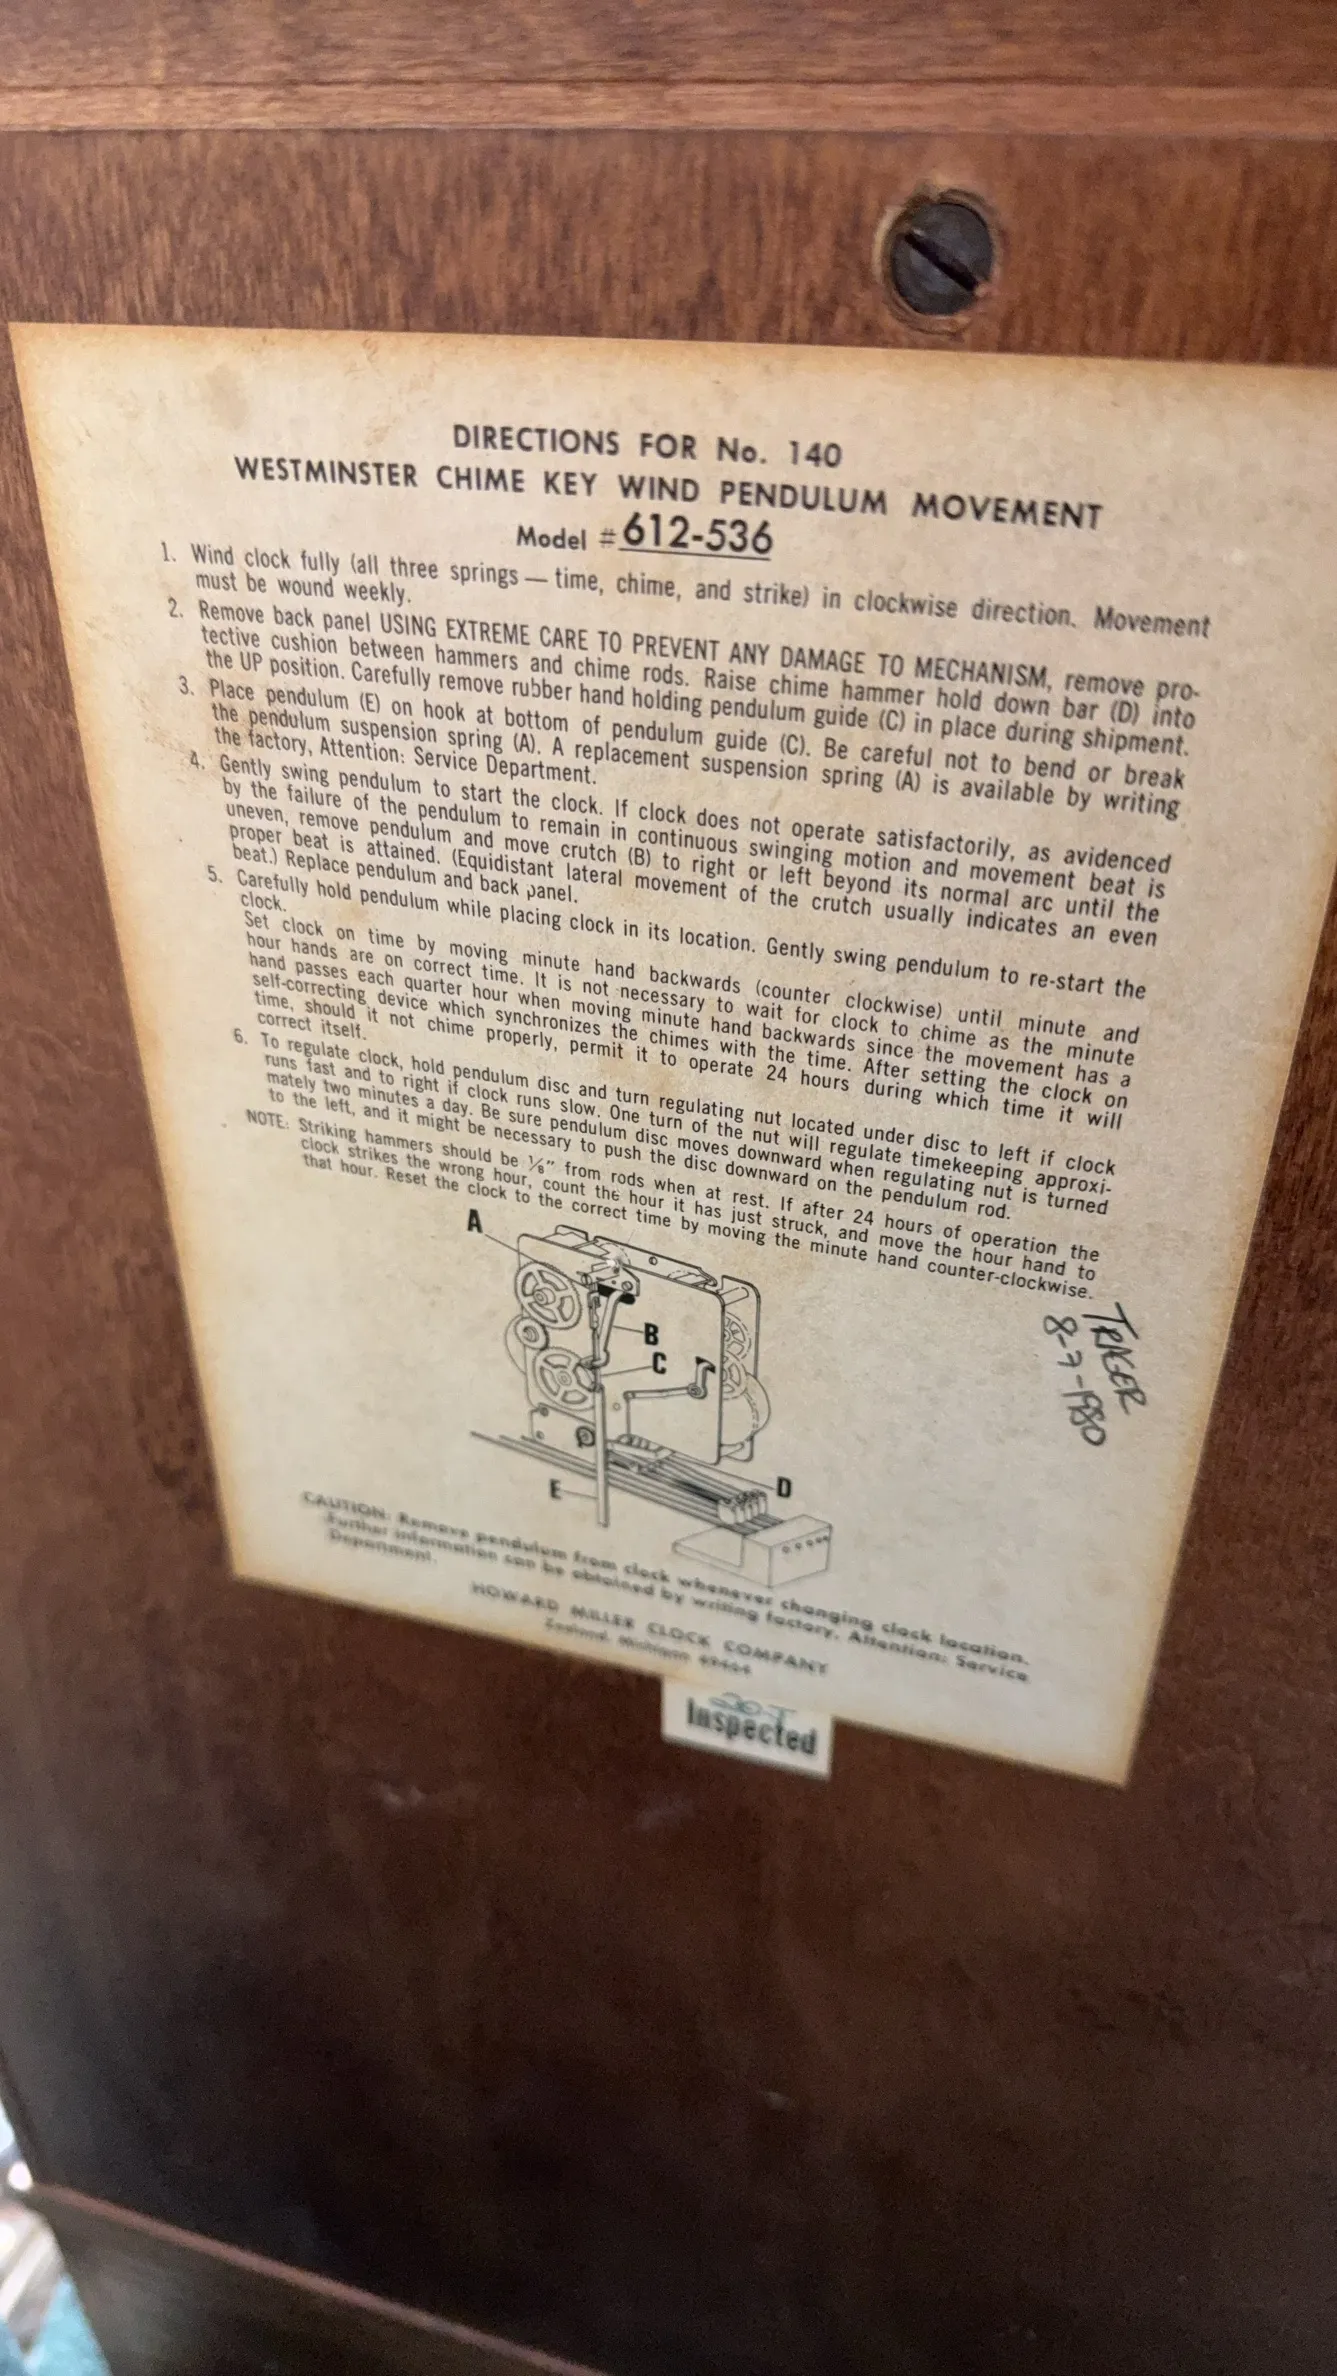 DIRECTIONS FOR No. 140
WESTMINSTER CHIME KEY WIND PENDULUM MOVEMENT
Model # 612-536
1. Wind clock fully (all three springs — time, chime, and strike) in clockwise direction. Movement
must be wound weekly.
2. Remove back panel USING EXTREME CARE TO PREVENT ANY DAMAGE TO MECHANISM, remove pro-
tective cushion between hammers and chime rods. Raise chime hammer hold down bar (D) into
the UP position. Carefully remove rubber hand holding pendulum guide (C) in place during shipment.
3. Place pendulum (E) on hook at bottom of pendulum guide (C). Be careful not to bend or break
the pendulum suspension spring (A). A replacement suspension spring (A) is available by writing
the factory, Attention: Service Department.
4. Gently swing pendulum to start the clock. If clock does not operate satisfactorily, as avidenced
by the failure of the pendulum to remain in continuous swinging motion and movement beat is
uneven, remove pendulum and move crutch (B) to right or left beyond its normal arc until the
proper beat is attained. (Equidistant lateral movement of the crutch usually indicates an even
beat.) Replace pendulum and back panel.
5. Carefully hold pendulum while placing clock in its location. Gently swing pendulum to re-start the
clock.
Set clock on time by moving minute hand backwards (counter clockwise) until minute and
hour hands are on correct time. It is not necessary to wait for clock to chime as the minute
hand passes each quarter hour when moving minute hand backwards since the movement has a
self-correcting device which synchronizes the chimes with the time. After setting the clock on
time, should it not chime properly, permit it to operate 24 hours during which time it will
correct itself.
6. To regulate clock, hold pendulum disc and turn regulating nut located under disc to left if clock
runs fast and to right if clock runs slow. One turn of the nut will regulate timekeeping approxi-
mately two minutes a day. Be sure pendulum disc moves downward when regulating nut is turned
to the left, and it might be necessary to push the disc downward on the pendulum rod.
NOTE: Striking hammers should be ⅛" from rods when at rest. If after 24 hours of operation the
clock strikes the wrong hour, count the hour it has just struck, and move the hour hand to
that hour. Reset the clock to the correct time by moving the minute hand counter-clockwise.
A
B
C
D
E
TRAGER
8-7-1980
CAUTION: Remove pendulum from clock whenever changing clock location.
Further information can be obtained by writing factory, Attention: Service
Department.
HOWARD MILLER CLOCK COMPANY
Zeeland, Michigan 49464
Inspected